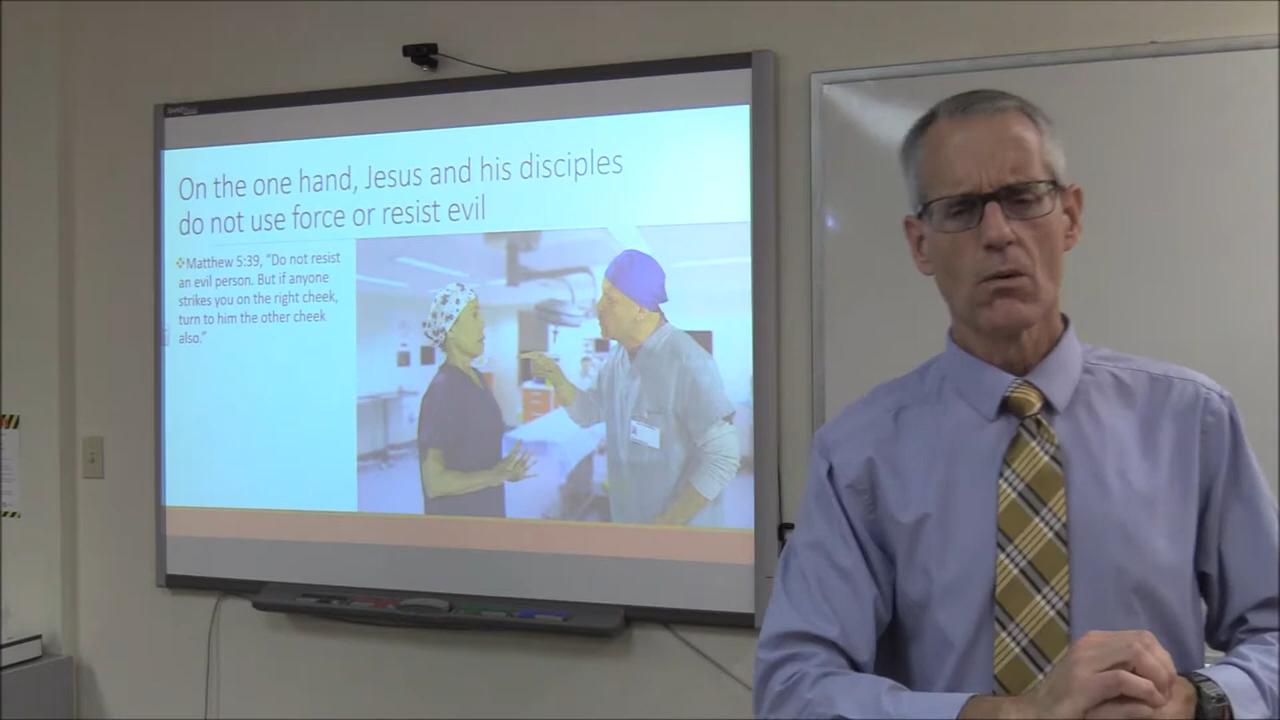 On the one hand, Jesus and his disciples
do not use force or resist evil
Matthew 5:39, "Do not resist
an evil person. But if anyone
strikes you on the right cheek,
turn to him the other cheek
also."